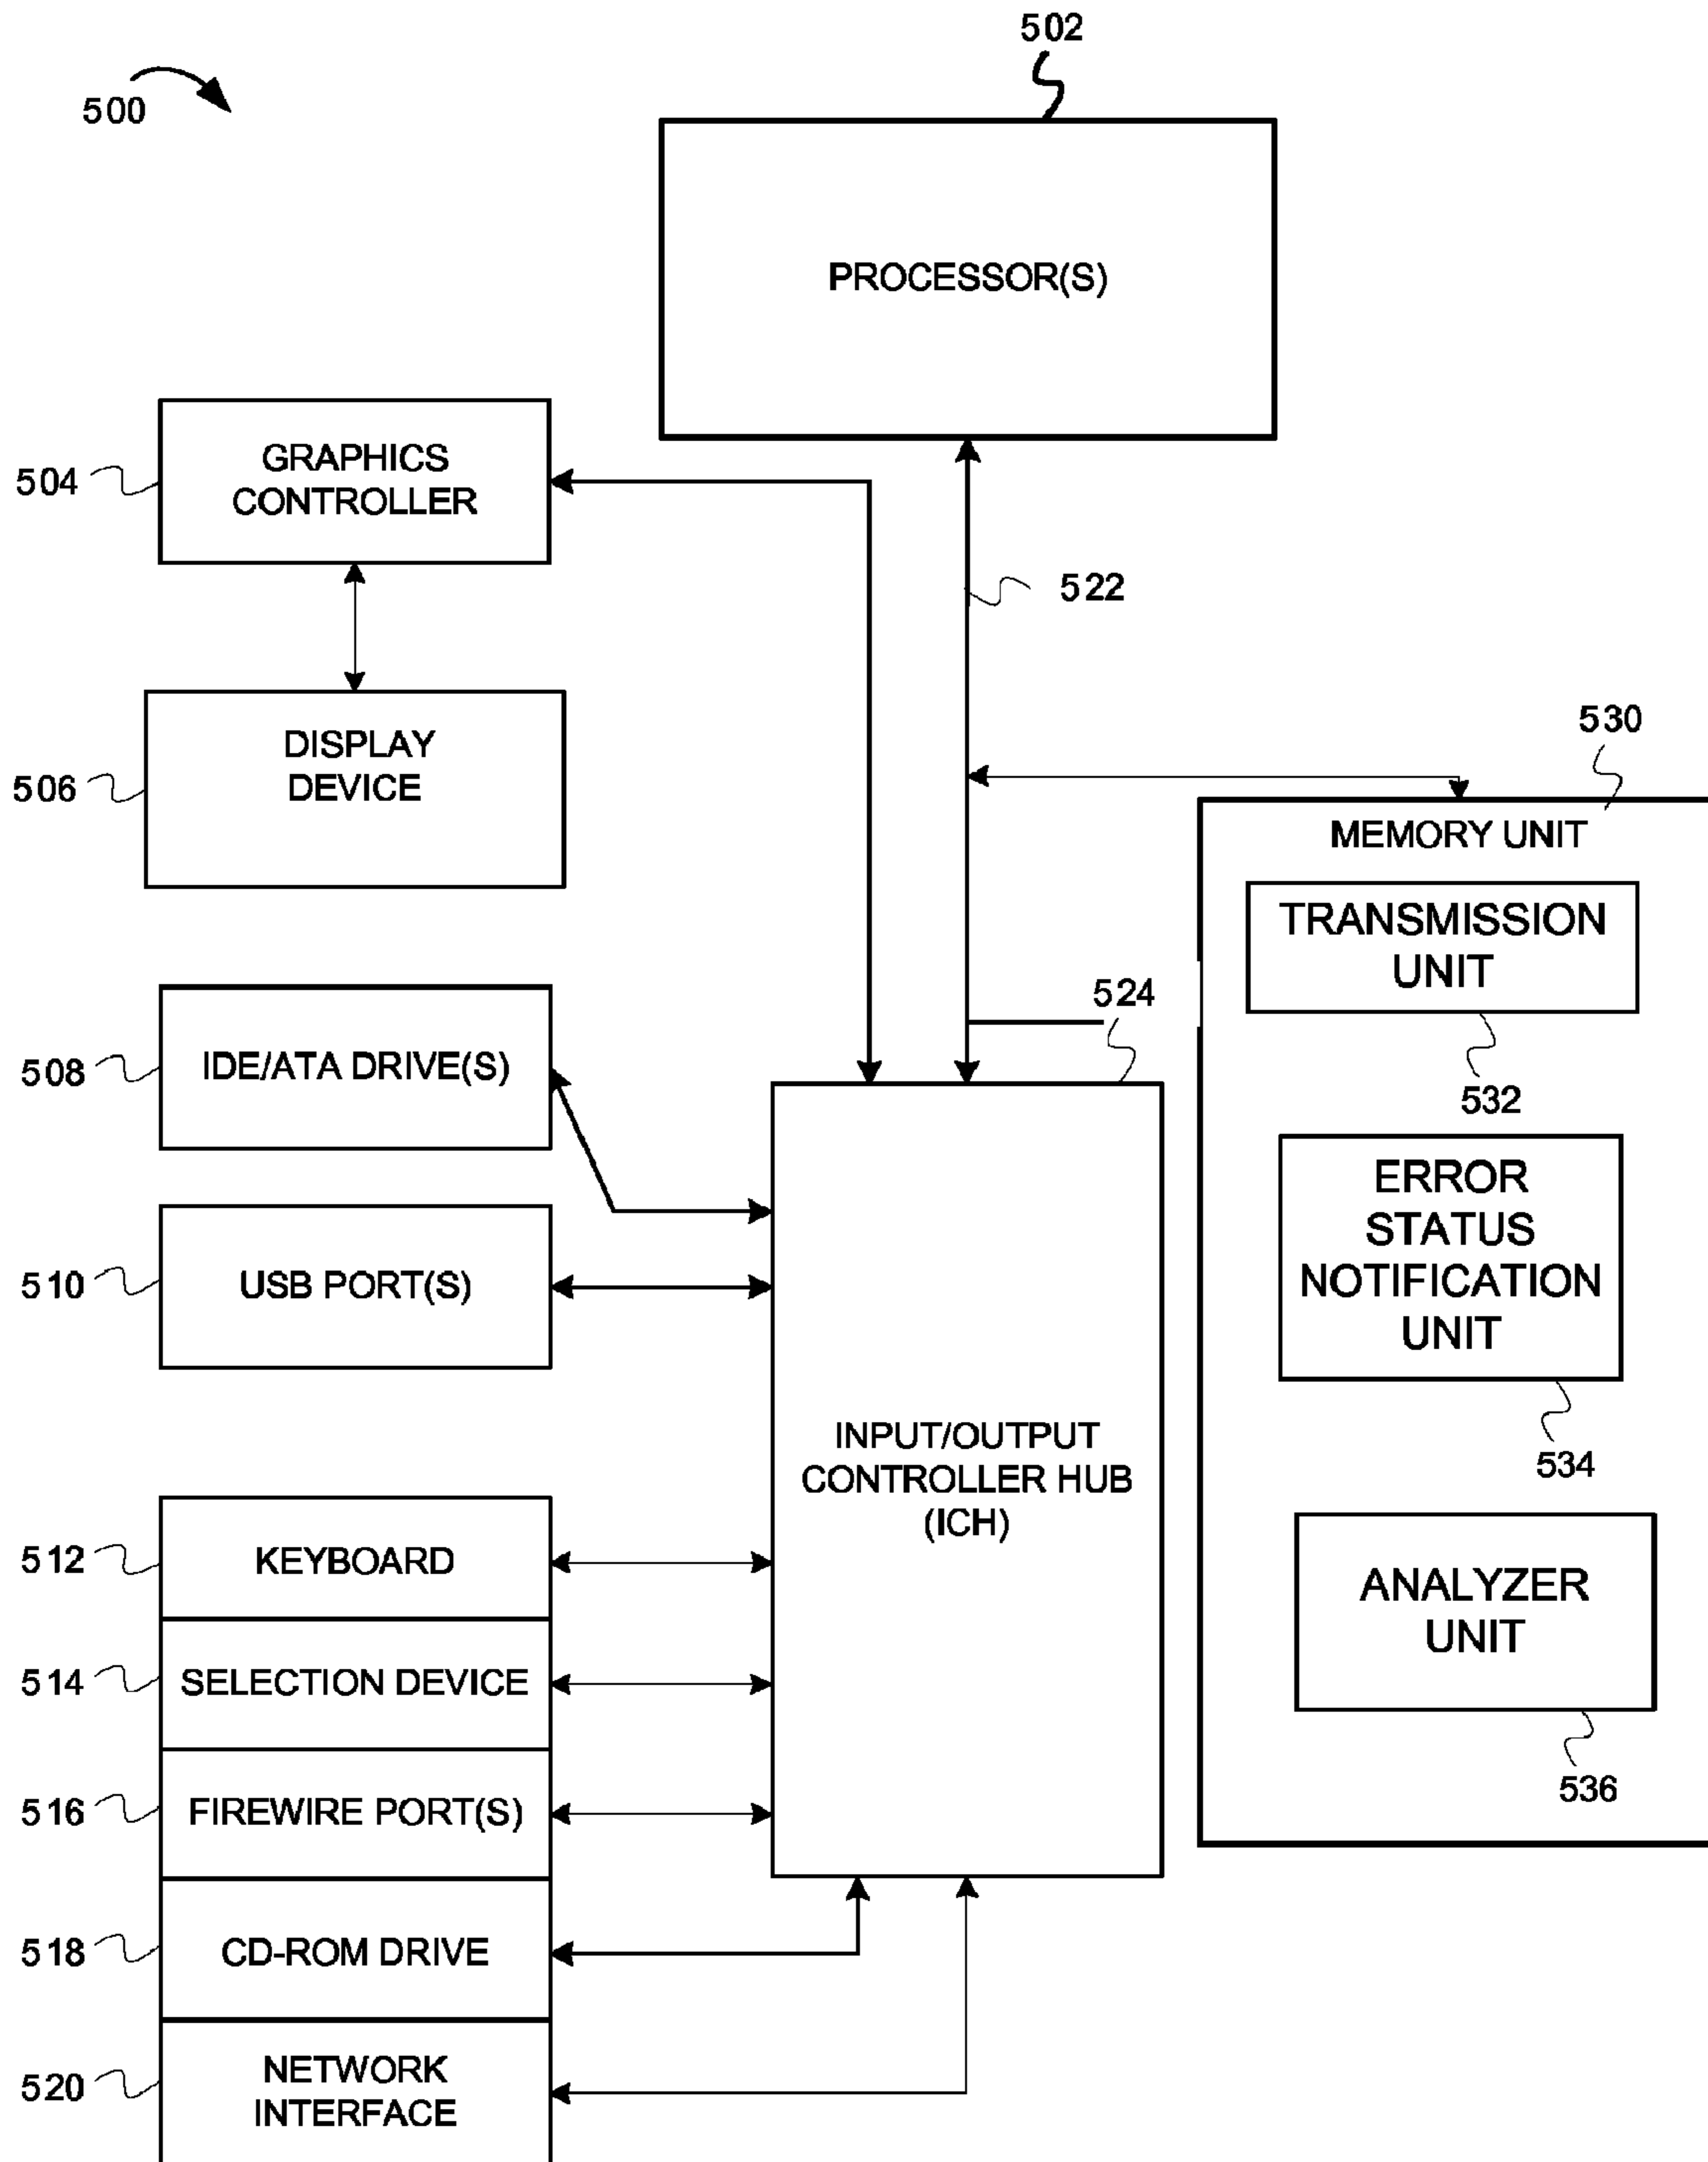 502
500
PROCESSOR(S)
504
GRAPHICS
CONTROLLER
522
506
DISPLAY
DEVICE
530
MEMORY UNIT
TRANSMISSION
UNIT
532
524
508
IDE/ATA DRIVE(S)
ERROR
STATUS
NOTIFICATION
UNIT
534
510
USB PORT(S)
INPUT/OUTPUT
CONTROLLER HUB
(ICH)
512
KEYBOARD
ANALYZER
UNIT
536
514
SELECTION DEVICE
516
FIREWIRE PORT(S)
518
CD-ROM DRIVE
520
NETWORK
INTERFACE